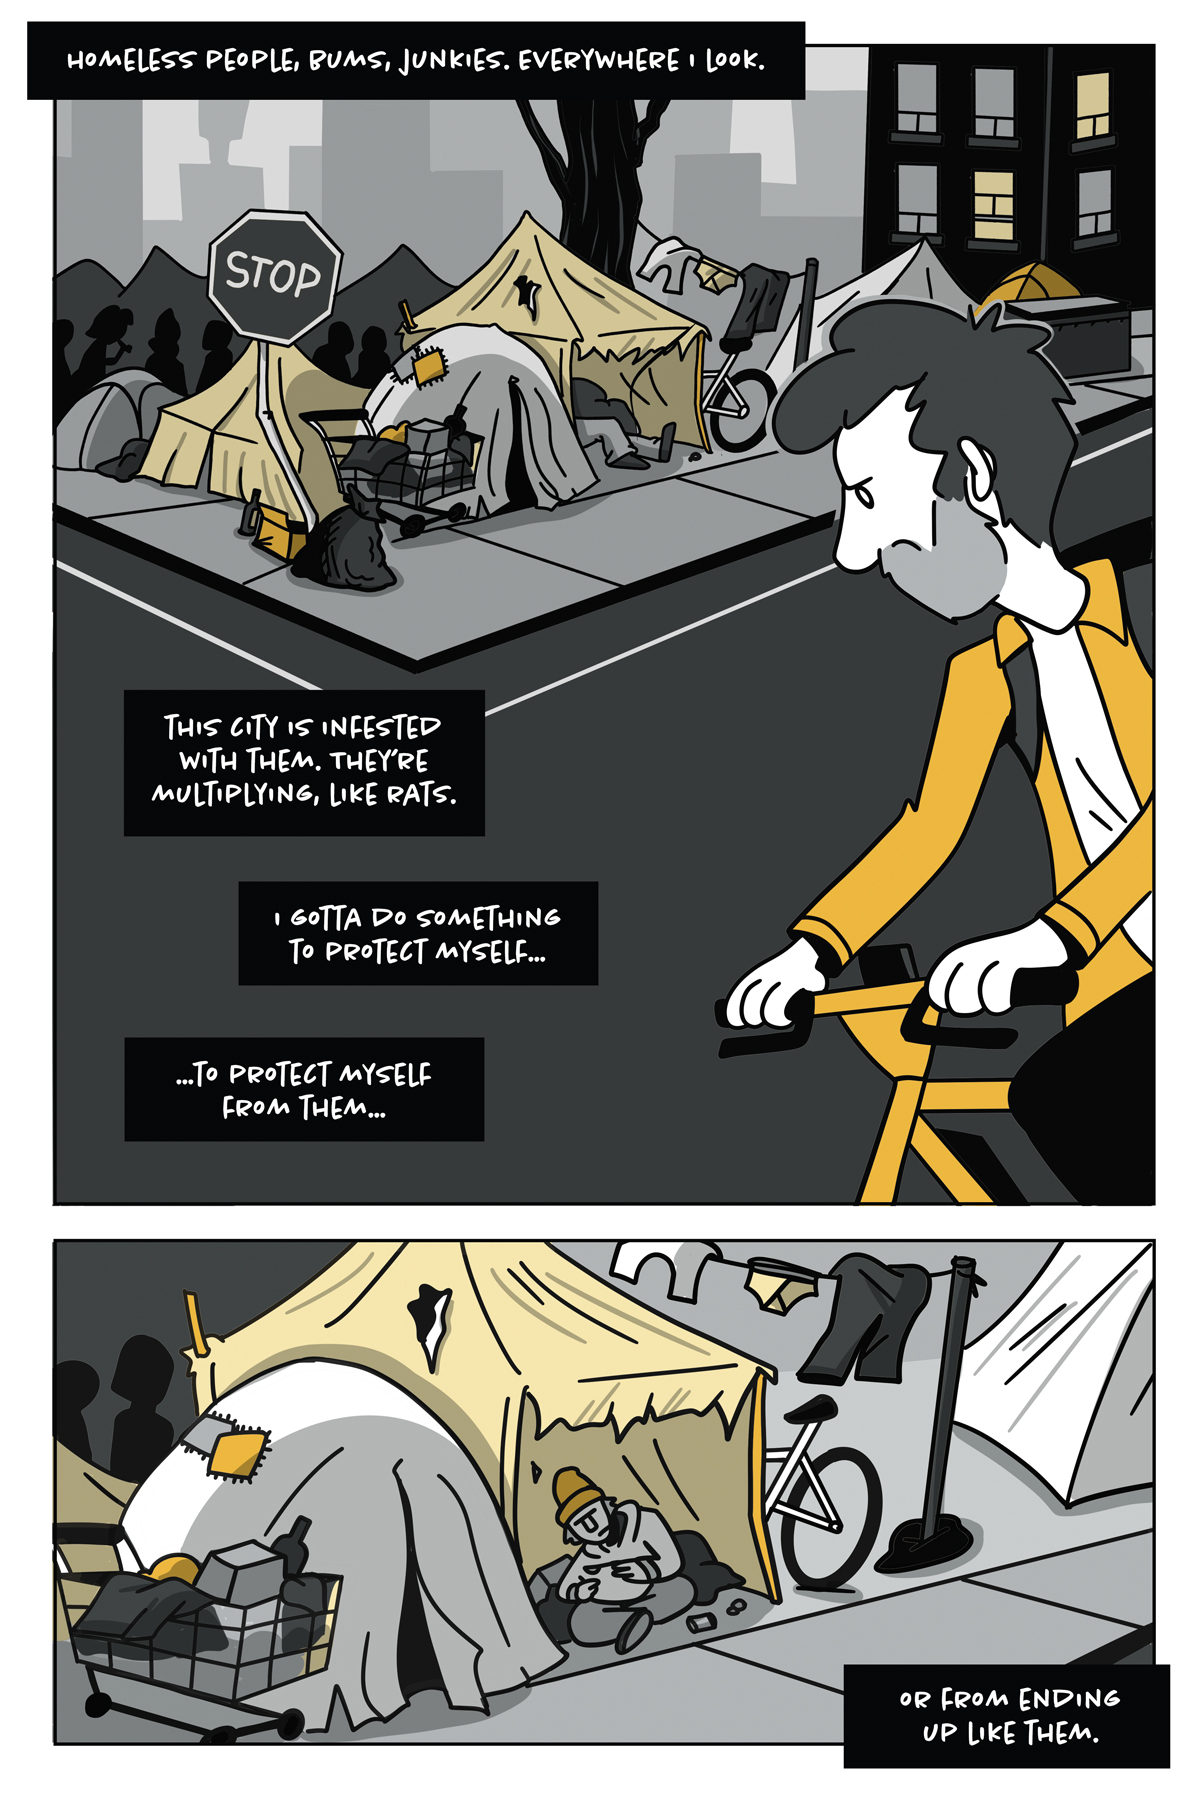 HOMELESS PEOPLE, BUMS, JUNKIES. EVERYWHERE I LOOK.
STOP
THIS CITY IS INFESTED
WITH THEM. THEY'RE
MULTIPLYING, LIKE RATS.
I GOTTA DO SOMETHING
TO PROTECT MYSELF...
...TO PROTECT MYSELF
FROM THEM...
OR FROM ENDING
UP LIKE THEM.